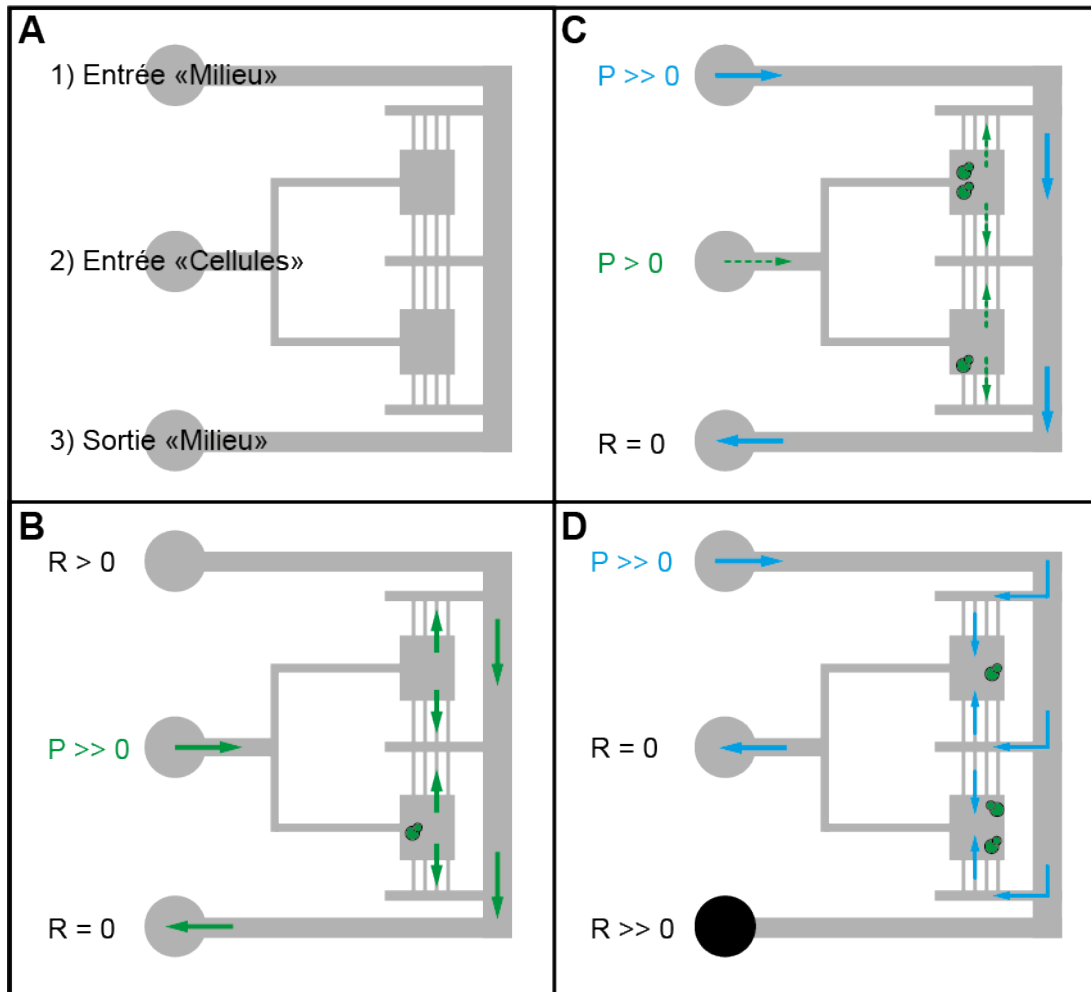 A
1) Entrée «Milieu»
2) Entrée «Cellules»
3) Sortie «Milieu»
C
P >> 0
P > 0
R = 0
B
R > 0
P >> 0
R = 0
D
P >> 0
R = 0
R >> 0